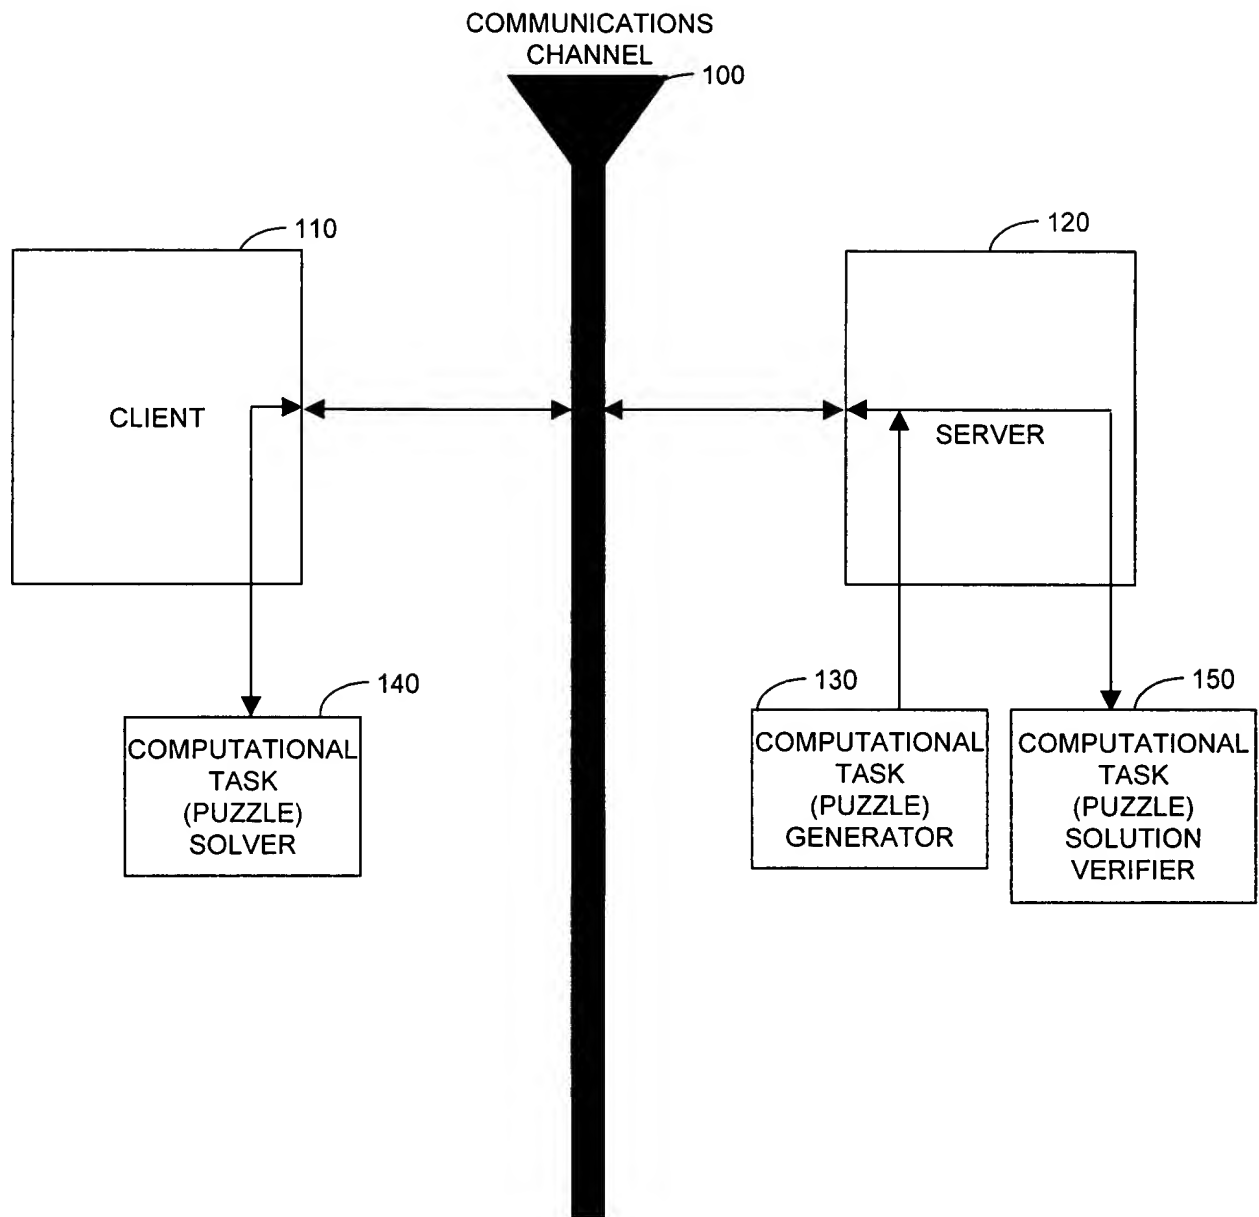 COMMUNICATIONS
CHANNEL
100
110
120
CLIENT
SERVER
140
COMPUTATIONAL
TASK
(PUZZLE)
SOLVER
130
COMPUTATIONAL
TASK
(PUZZLE)
GENERATOR
150
COMPUTATIONAL
TASK
(PUZZLE)
SOLUTION
VERIFIER